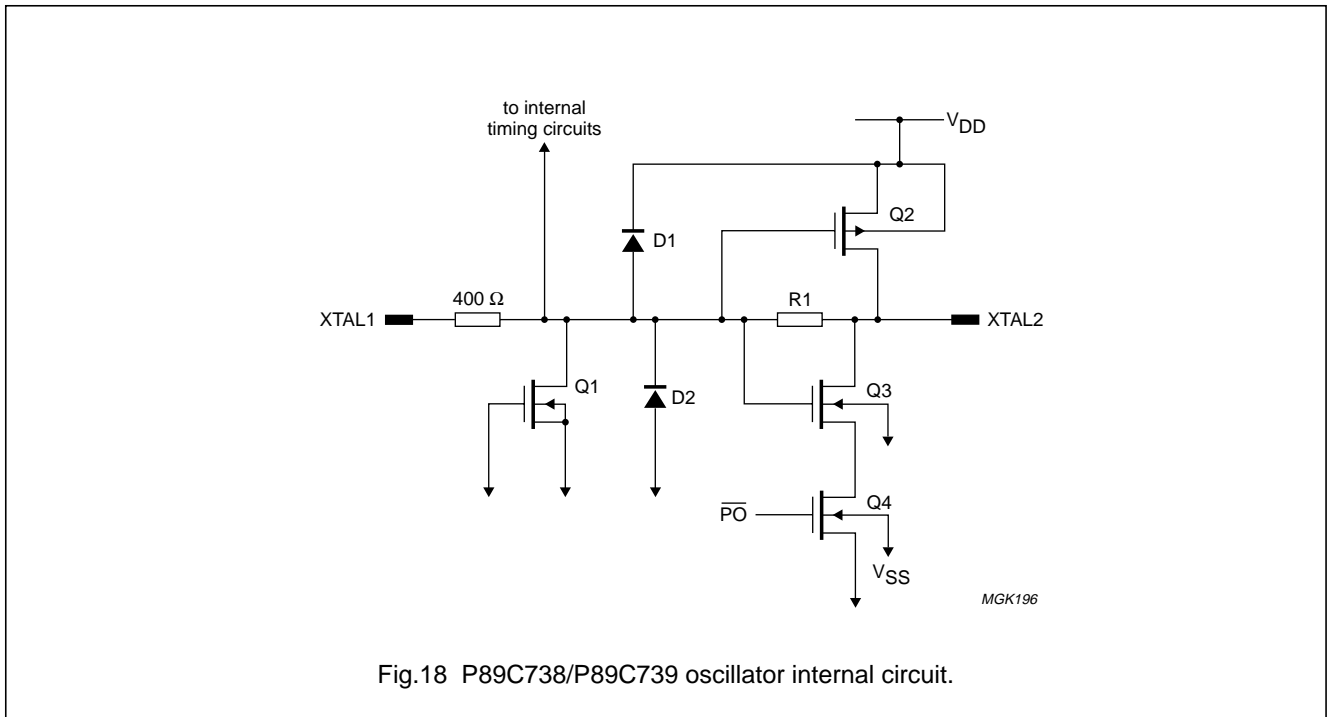 to internal
timing circuits
VDD
Q2
D1
400 Ω
R1
XTAL1
XTAL2
Q1
D2
Q3
P̅O̅
Q4
VSS
MGK196
Fig.18 P89C738/P89C739 oscillator internal circuit.